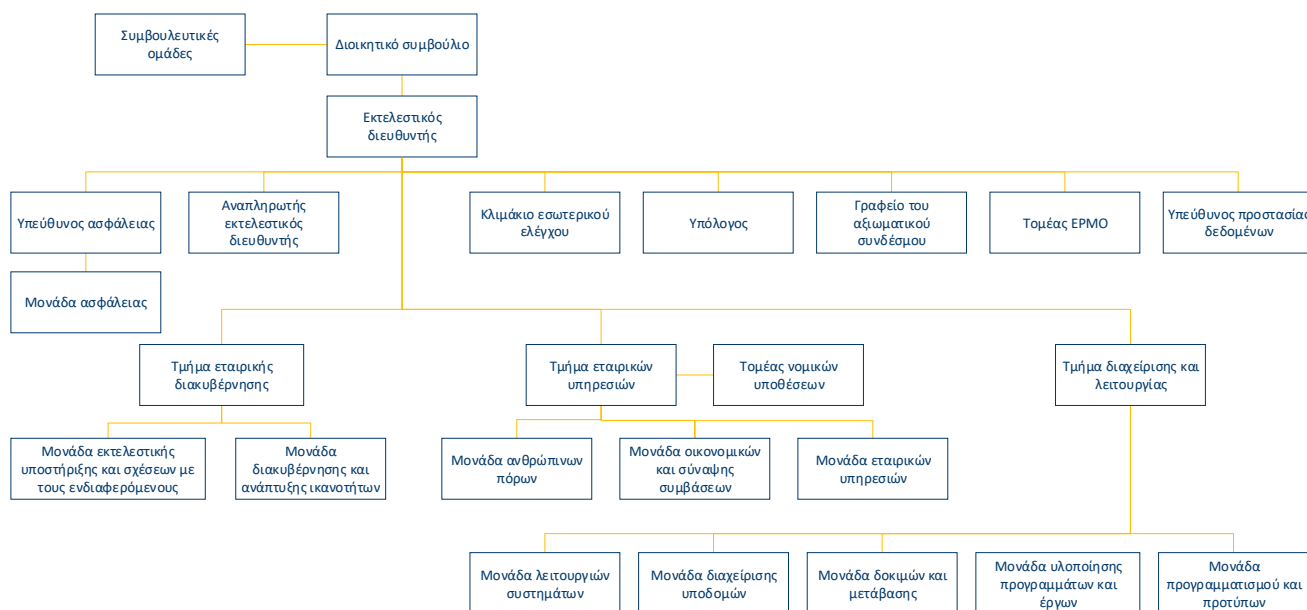 Συμβουλευτικές
ομάδες
Διοικητικό συμβούλιο
Εκτελεστικός
διευθυντής
Υπεύθυνος ασφάλειας
Αναπληρωτής
εκτελεστικός
διευθυντής
Κλιμάκιο εσωτερικού
ελέγχου
Υπόλογος
Γραφείο του
αξιωματικού
συνδέσμου
Τομέας EPMO
Υπεύθυνος προστασίας
δεδομένων
Μονάδα ασφάλειας
Τμήμα εταιρικής
διακυβέρνησης
Τμήμα εταιρικών
υπηρεσιών
Τομέας νομικών
υποθέσεων
Τμήμα διαχείρισης και
λειτουργίας
Μονάδα εκτελεστικής
υποστήριξης και σχέσεων με
τους ενδιαφερόμενους
Μονάδα
διακυβέρνησης και
ανάπτυξης ικανοτήτων
Μονάδα ανθρώπινων
πόρων
Μονάδα οικονομικών
και σύναψης
συμβάσεων
Μονάδα εταιρικών
υπηρεσιών
Μονάδα λειτουργιών
συστημάτων
Μονάδα διαχείρισης
υποδομών
Μονάδα δοκιμών και
μετάβασης
Μονάδα υλοποίησης
προγραμμάτων και
έργων
Μονάδα
προγραμματισμού και
προτύπων